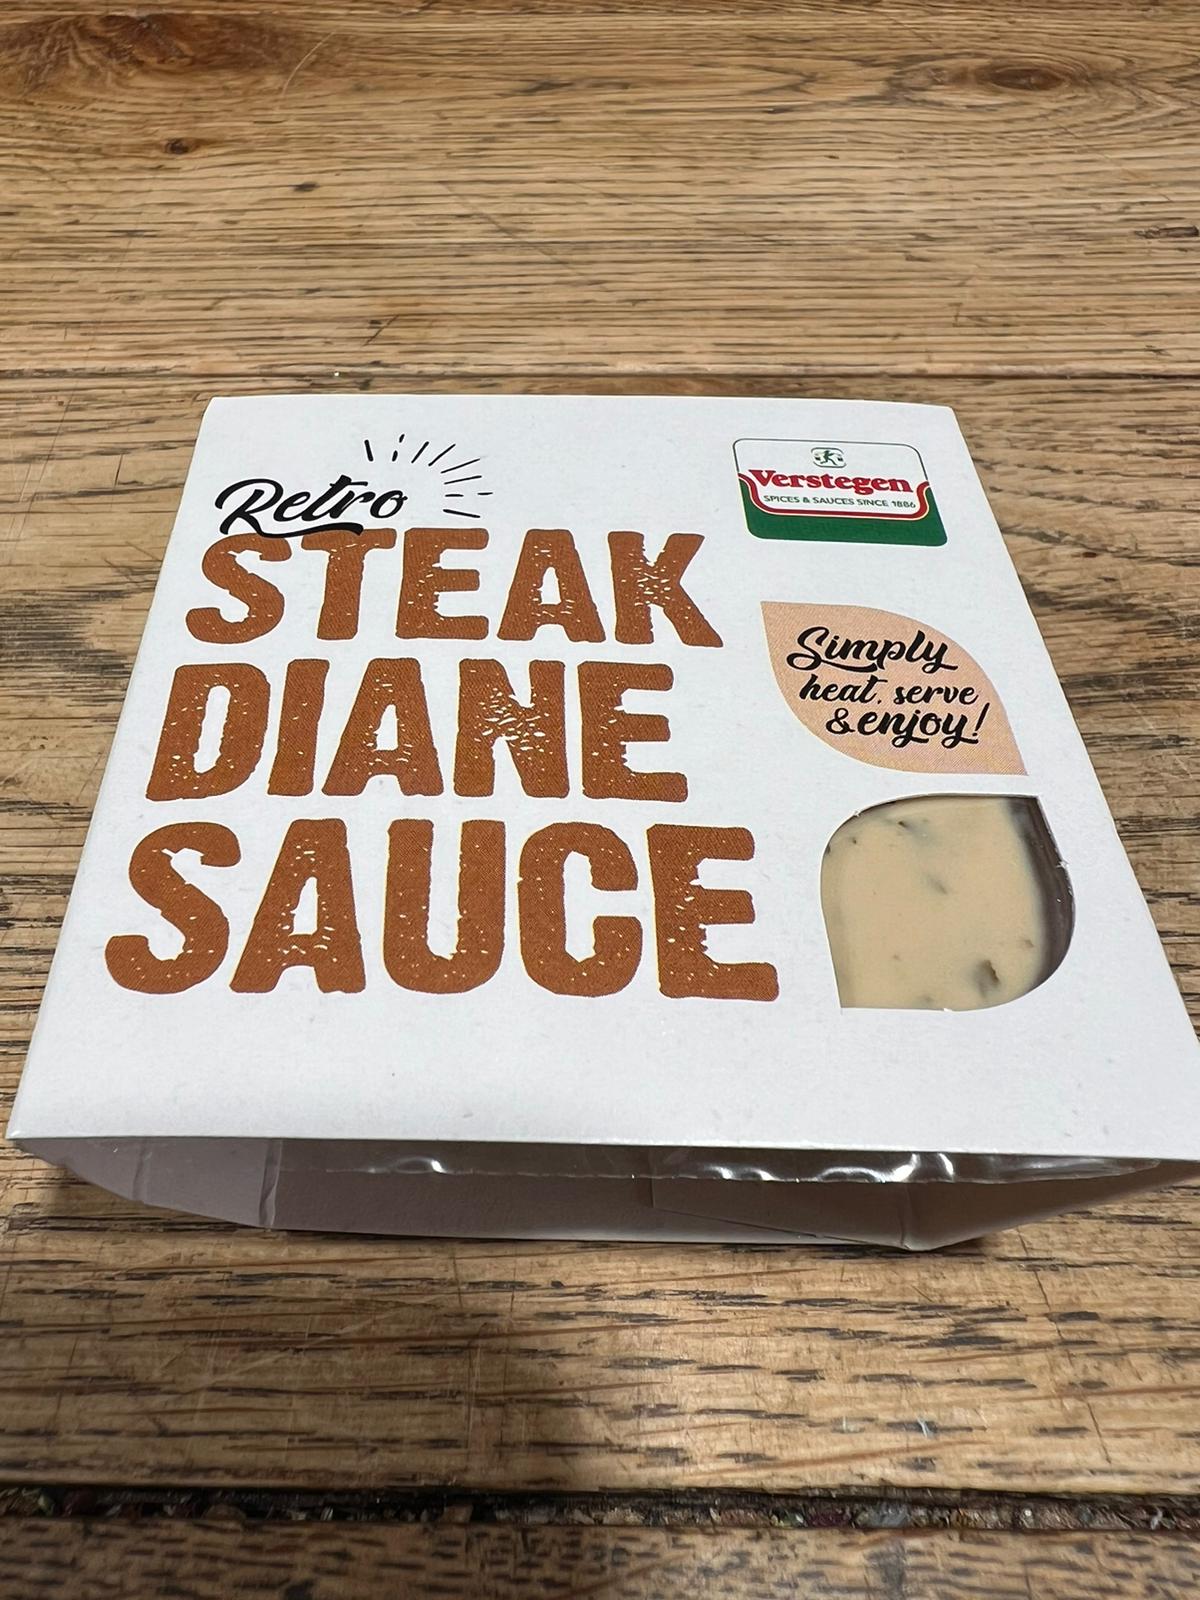 Retro
STEAK
DIANE
SAUCE
Verstegen
SPICES & SAUCES SINCE 1886
Simply
heat, serve
& enjoy!